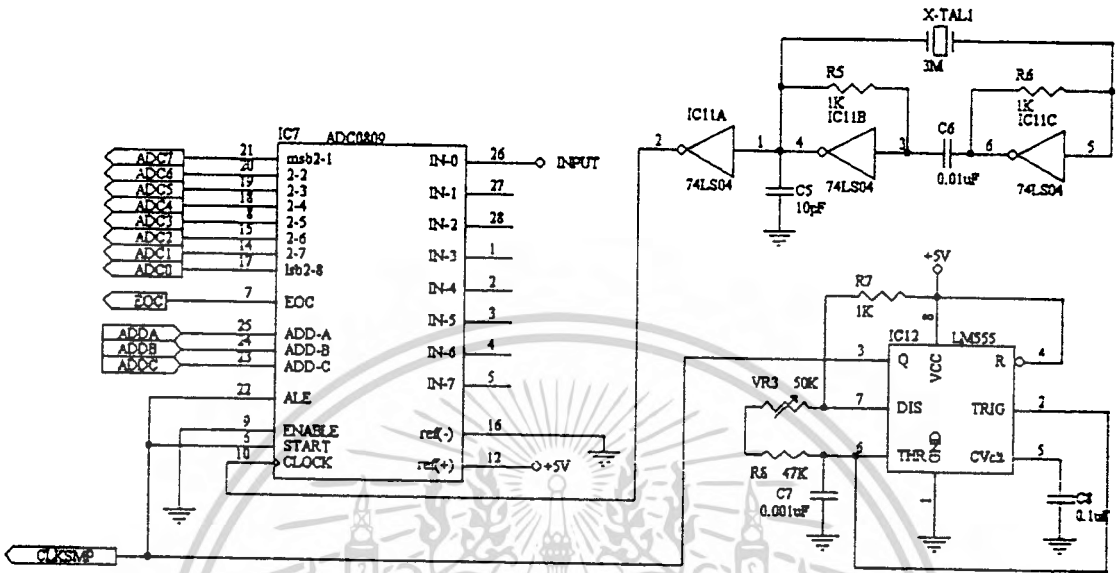 X-TAL1
3M
R5
1K
R6
1K
IC11A
2
1
74LS04
IC11B
4
3
74LS04
C6
0.01uF
IC11C
6
5
74LS04
C5
10pF
IC7
ADC0809
ADC7
21
msb2-1
ADC6
20
2-2
ADC5
19
2-3
ADC4
18
2-4
ADC3
8
2-5
ADC2
15
2-6
ADC1
14
2-7
ADC0
17
lsb2-8
EOC
7
EOC
ADDA
25
ADD-A
ADDB
24
ADD-B
ADDC
23
ADD-C
22
ALE
9
ENABLE
START
10
CLOCK
IN-0
26
INPUT
IN-1
27
IN-2
28
IN-3
1
IN-4
2
IN-5
3
IN-6
4
IN-7
5
ref(-)
16
ref(+)
12
+5V
+5V
R7
1K
8
IC12
LM555
3
Q
VCC
R
4
VR3
50K
7
DIS
TRIG
2
6
THR
GND
5
R8
47K
1
C7
0.001uF
C8
0.1uF
CLKSMP